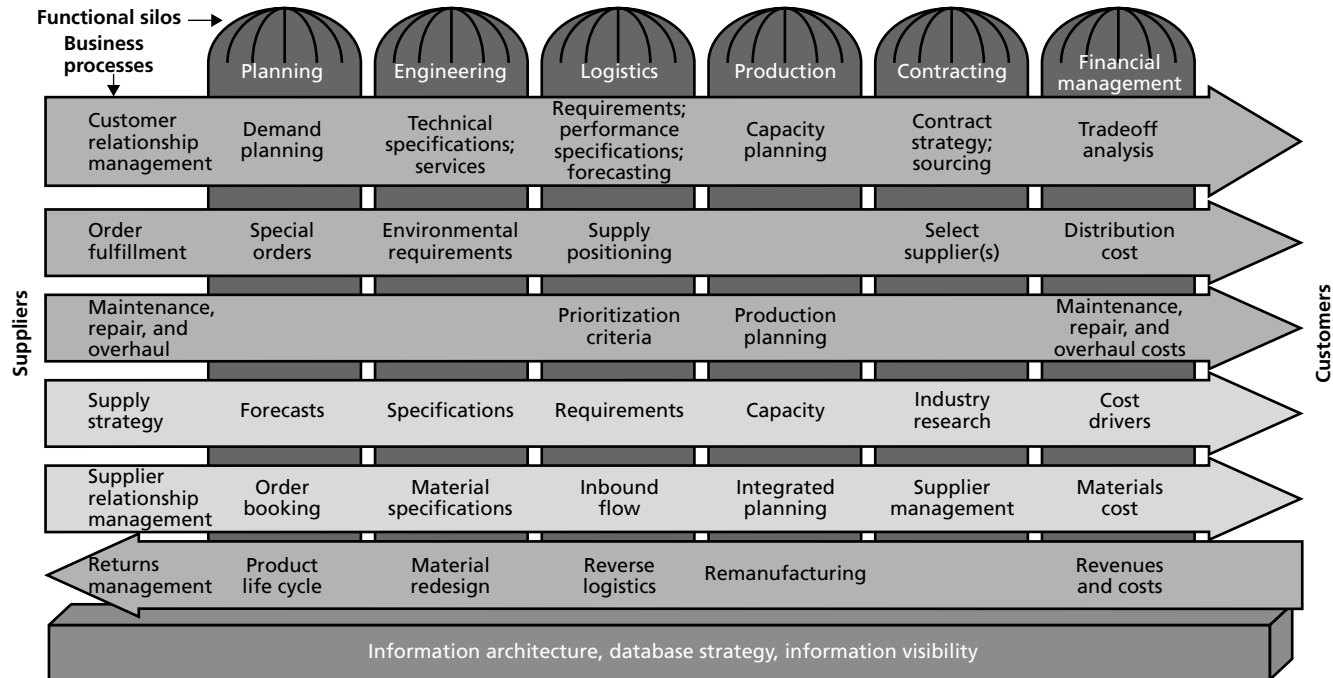 Functional silos
Business
processes
Planning
Engineering
Logistics
Production
Contracting
Financial
management
Customer
relationship
management
Demand
planning
Technical
specifications;
services
Requirements;
performance
specifications;
forecasting
Capacity
planning
Contract
strategy;
sourcing
Tradeoff
analysis
Order
fulfillment
Special
orders
Environmental
requirements
Supply
positioning
Select
supplier(s)
Distribution
cost
Suppliers
Customers
Maintenance,
repair, and
overhaul
Prioritization
criteria
Production
planning
Maintenance,
repair, and
overhaul costs
Supply
strategy
Forecasts
Specifications
Requirements
Capacity
Industry
research
Cost
drivers
Supplier
relationship
management
Order
booking
Material
specifications
Inbound
flow
Integrated
planning
Supplier
management
Materials
cost
Returns
management
Product
life cycle
Material
redesign
Reverse
logistics
Remanufacturing
Revenues
and costs
Information architecture, database strategy, information visibility